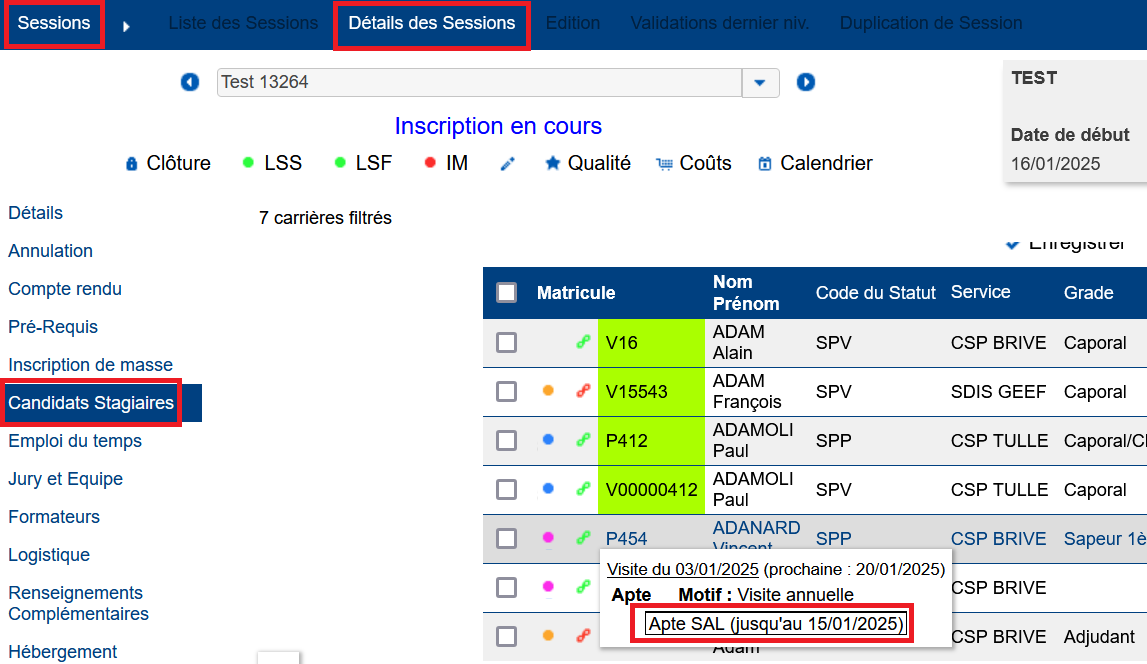 Sessions Liste des Sessions Détails des Sessions Edition Validations dernier niv. Duplication de Session
Test 13264
TEST
Inscription en cours
Date de début
16/01/2025
Clôture LSS LSF IM Qualité Coûts Calendrier
Détails
7 carrières filtrés
Annulation
Enregistrer
Compte rendu
Pré-Requis
Inscription de masse
Candidats Stagiaires
Emploi du temps
Jury et Equipe
Formateurs
Logistique
Renseignements
Complémentaires
Hébergement
Matricule Nom Prénom Code du Statut Service Grade
V16 ADAM Alain SPV CSP BRIVE Caporal
V15543 ADAM François SPV SDIS GEEF Caporal
P412 ADAMOLI Paul SPP CSP TULLE Caporal/C
V00000412 ADAMOLI Paul SPV CSP TULLE Caporal
P454 ADANARD Vincent SPP CSP BRIVE Sapeur 1è
Visite du 03/01/2025 (prochaine : 20/01/2025)
Apte Motif : Visite annuelle
CSP BRIVE
Apte SAL (jusqu'au 15/01/2025)
CSP BRIVE Adjudant
Adam